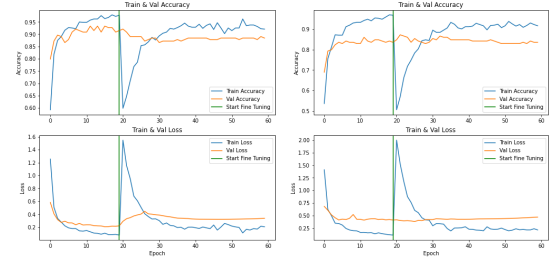 Train & Val Accuracy
Accuracy
0.95
0.90
0.85
0.80
0.75
0.70
0.65
0.60
0 10 20 30 40 50 60
Train Accuracy
Val Accuracy
Start Fine Tuning
Train & Val Accuracy
Accuracy
0.9
0.8
0.7
0.6
0.5
0 10 20 30 40 50 60
Train Accuracy
Val Accuracy
Start Fine Tuning
Train & Val Loss
Loss
1.6
1.4
1.2
1.0
0.8
0.6
0.4
0.2
0 10 20 30 40 50 60
Epoch
Train Loss
Val Loss
Start Fine Tuning
Train & Val Loss
Loss
2.00
1.75
1.50
1.25
1.00
0.75
0.50
0.25
0 10 20 30 40 50 60
Epoch
Train Loss
Val Loss
Start Fine Tuning